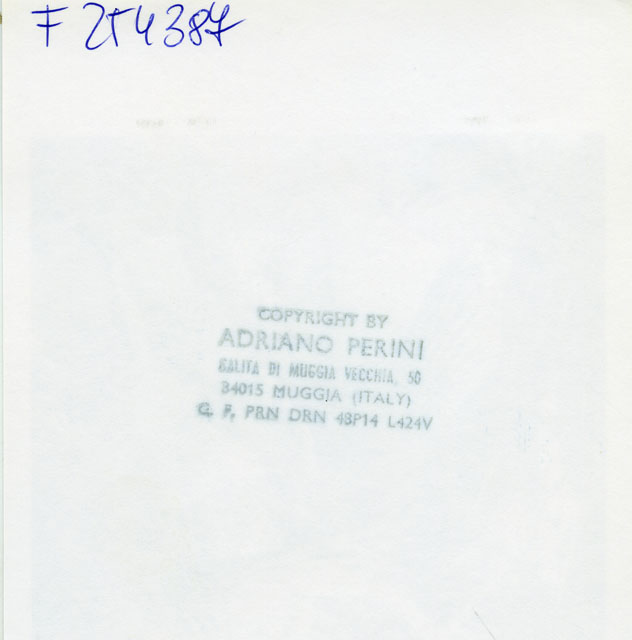 F 254387
COPYRIGHT BY
ADRIANO PERINI
SALITA DI MUGGIA VECCHIA, 50
34015 MUGGIA (ITALY)
C. F. PRN DRN 48P14 L424V